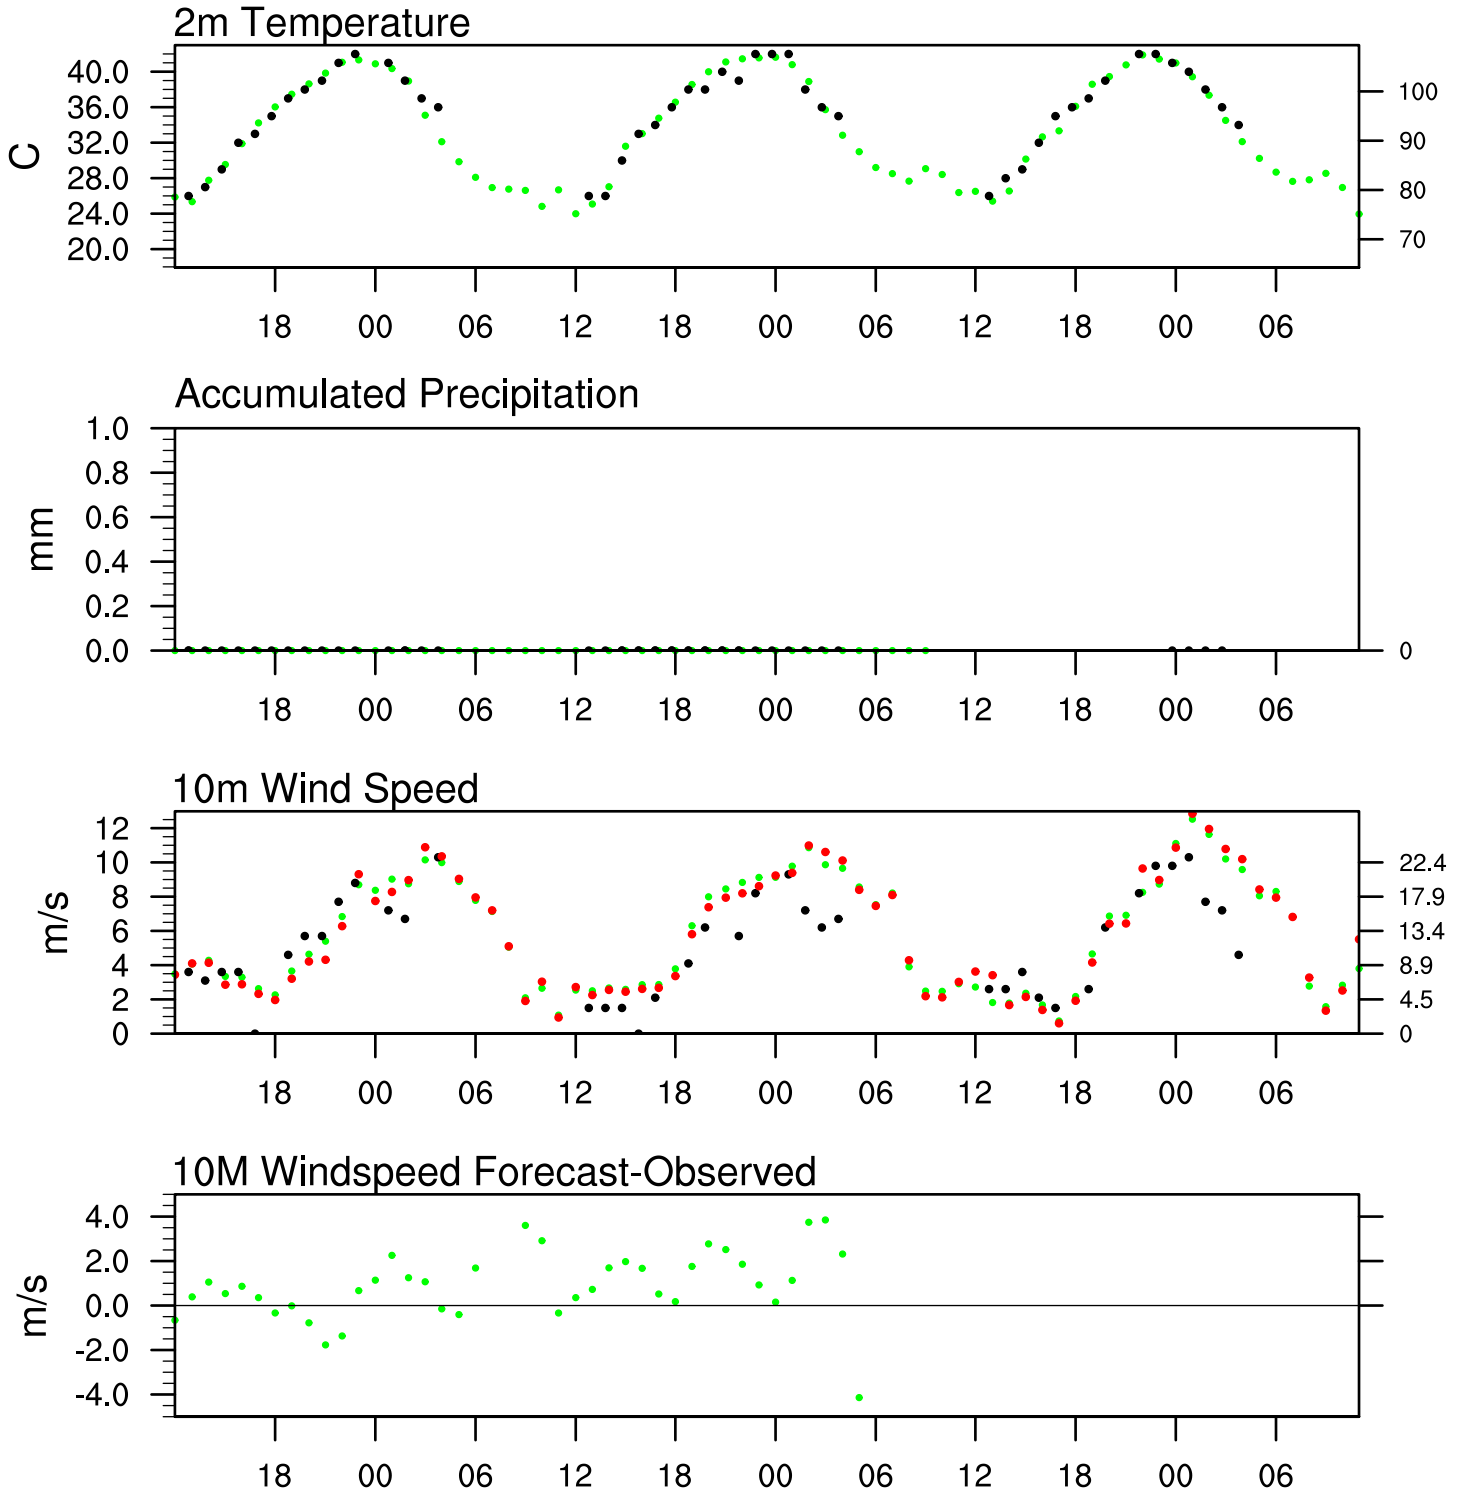 2m Temperature
C
40.0
36.0
32.0
28.0
24.0
20.0
100
90
80
70
18 00 06 12 18 00 06 12 18 00 06
Accumulated Precipitation
mm
1.0
0.8
0.6
0.4
0.2
0.0
0
18 00 06 12 18 00 06 12 18 00 06
10m Wind Speed
m/s
12
10
8
6
4
2
0
22.4
17.9
13.4
8.9
4.5
0
18 00 06 12 18 00 06 12 18 00 06
10M Windspeed Forecast-Observed
m/s
4.0
2.0
0.0
-2.0
-4.0
18 00 06 12 18 00 06 12 18 00 06